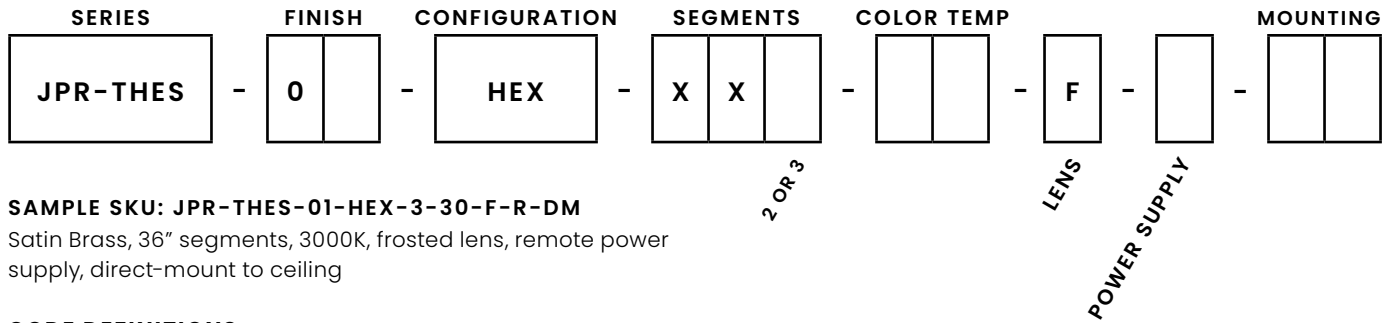 SERIES FINISH CONFIGURATION SEGMENTS COLOR TEMP MOUNTING
JPR-THES - 0 - HEX - X X - - F - -
2 OR 3
LENS
POWER SUPPLY
SAMPLE SKU: JPR-THES-01-HEX-3-30-F-R-DM
Satin Brass, 36” segments, 3000K, frosted lens, remote power
supply, direct-mount to ceiling